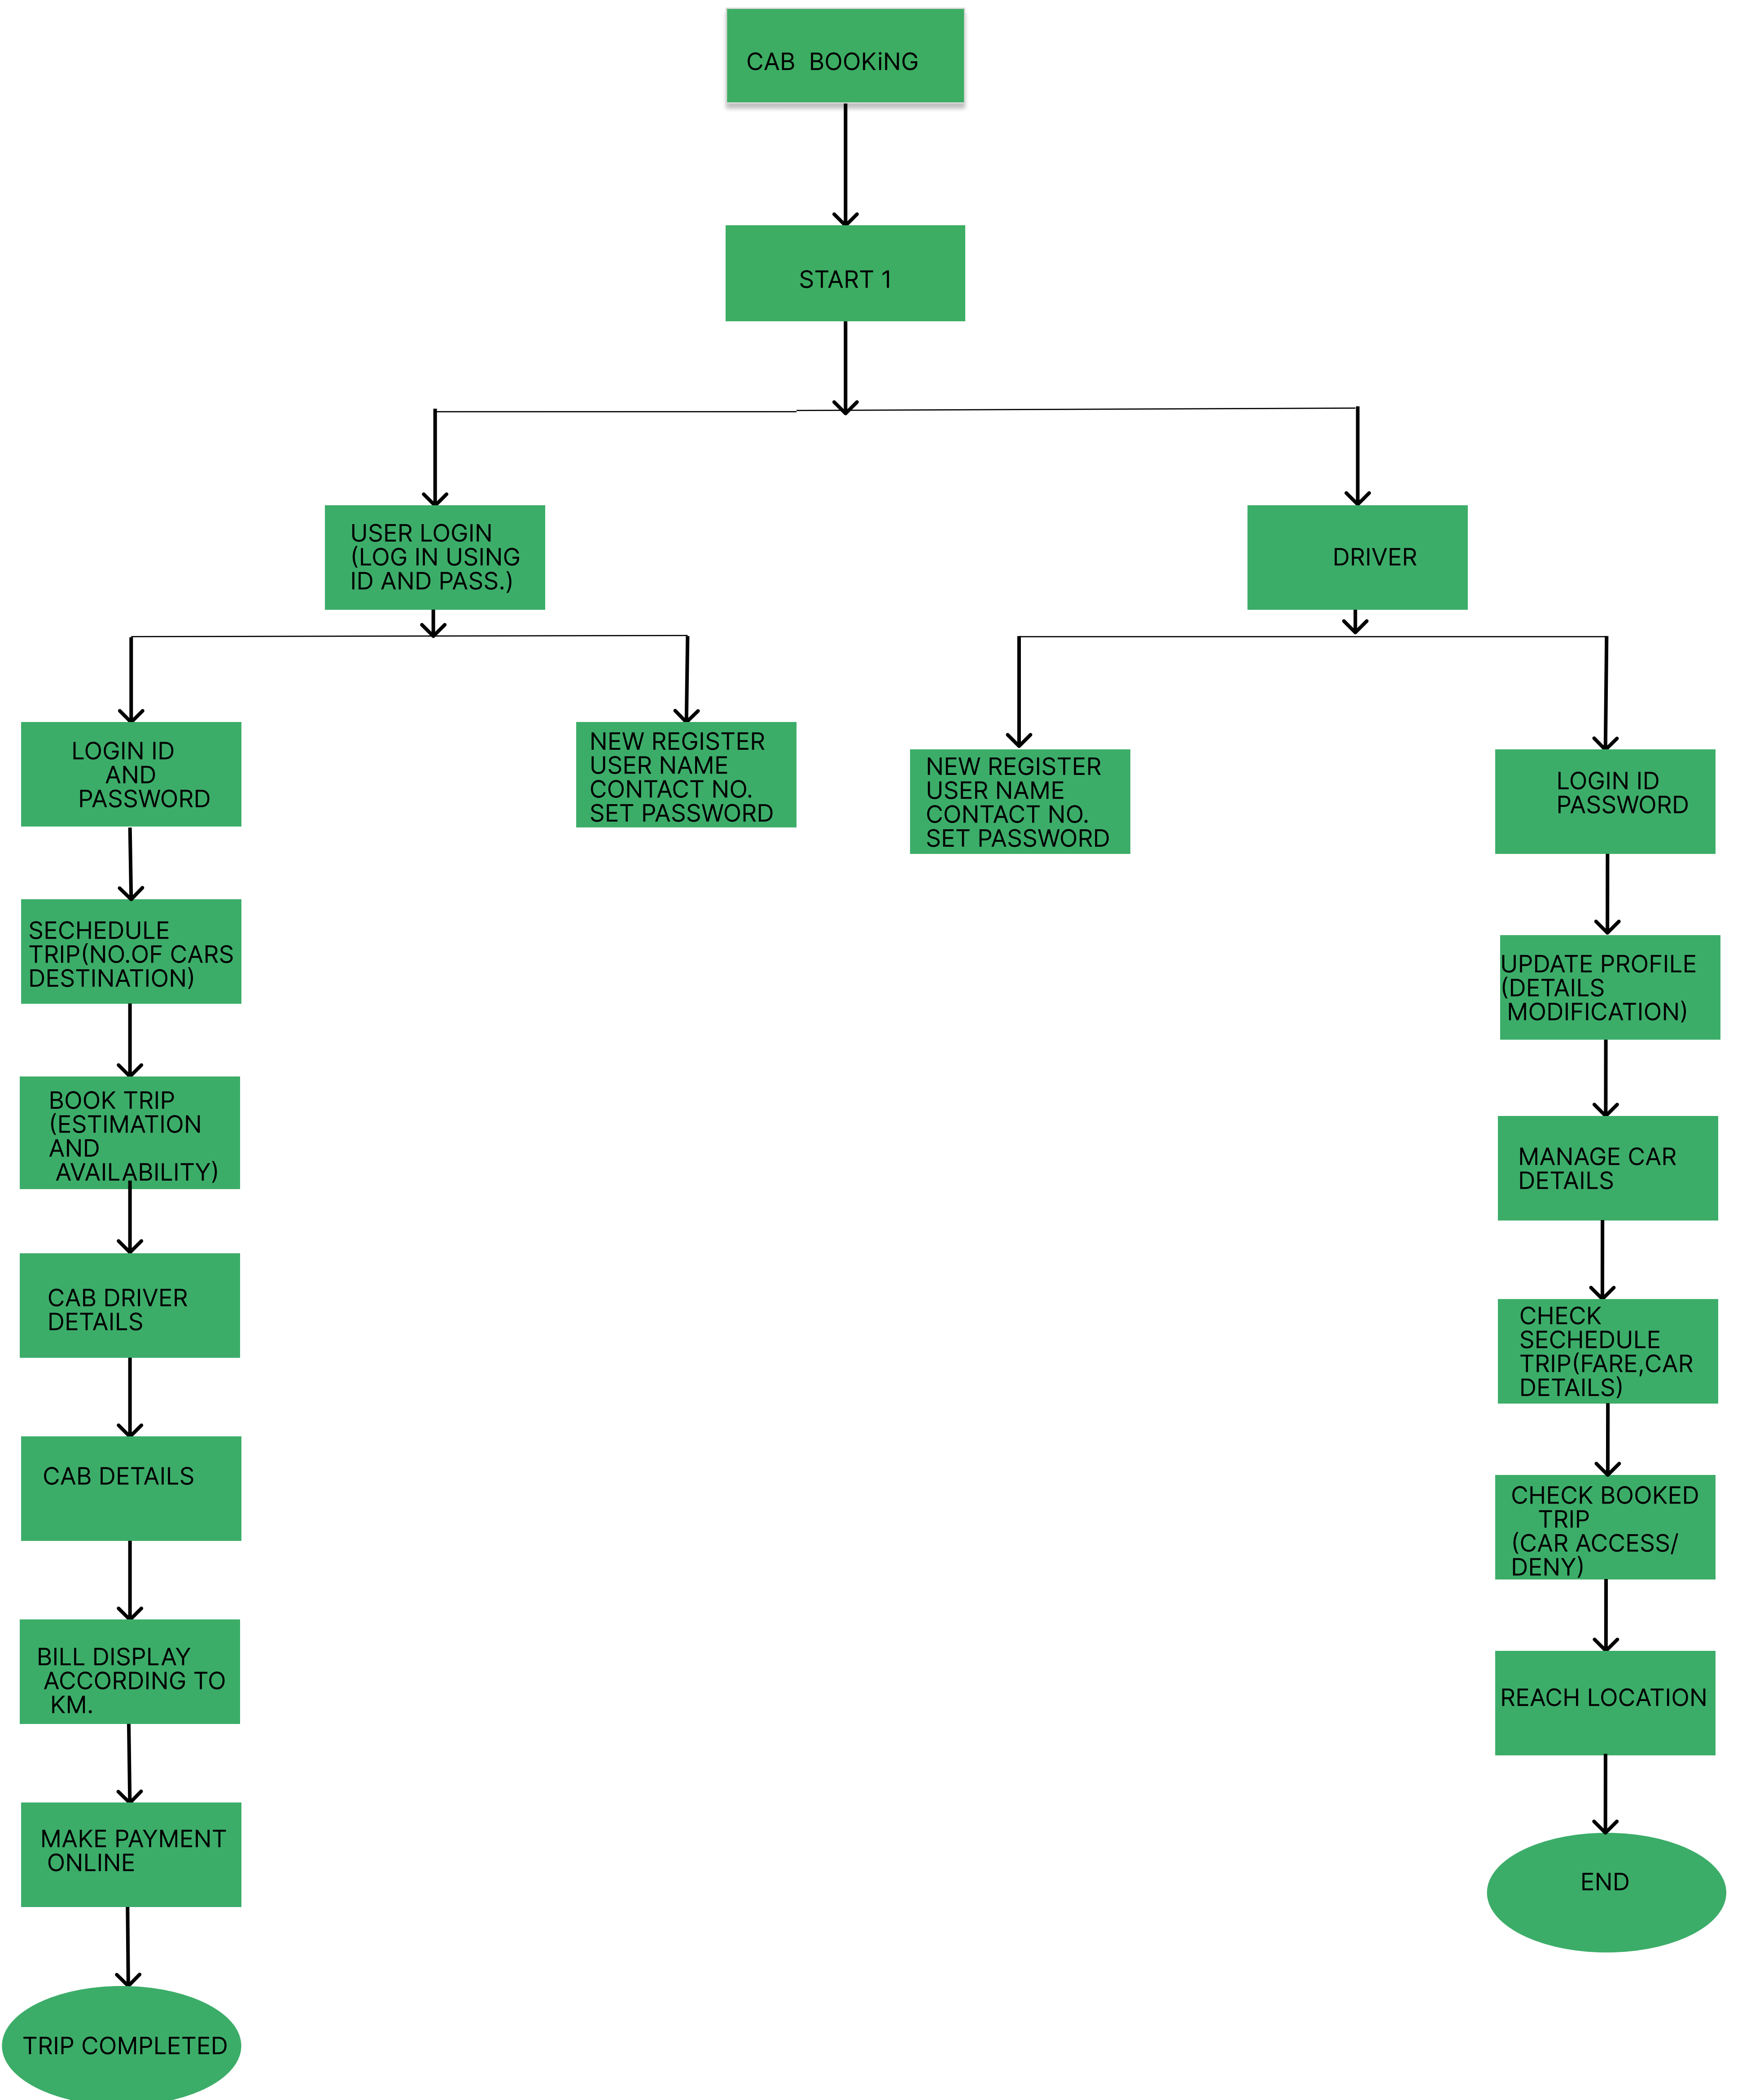 CAB  BOOKiNG
START 1
USER LOGIN
(LOG IN USING
ID AND PASS.)
DRIVER
LOGIN ID
AND
PASSWORD
NEW REGISTER
USER NAME
CONTACT NO.
SET PASSWORD
NEW REGISTER
USER NAME
CONTACT NO.
SET PASSWORD
LOGIN ID
PASSWORD
SECHEDULE
TRIP(NO.OF CARS
DESTINATION)
BOOK TRIP
(ESTIMATION
AND
AVAILABILITY)
CAB DRIVER
DETAILS
CAB DETAILS
BILL DISPLAY
ACCORDING TO
KM.
MAKE PAYMENT
ONLINE
TRIP COMPLETED
UPDATE PROFILE
(DETAILS
MODIFICATION)
MANAGE CAR
DETAILS
CHECK
SECHEDULE
TRIP(FARE,CAR
DETAILS)
CHECK BOOKED
TRIP
(CAR ACCESS/
DENY)
REACH LOCATION
END